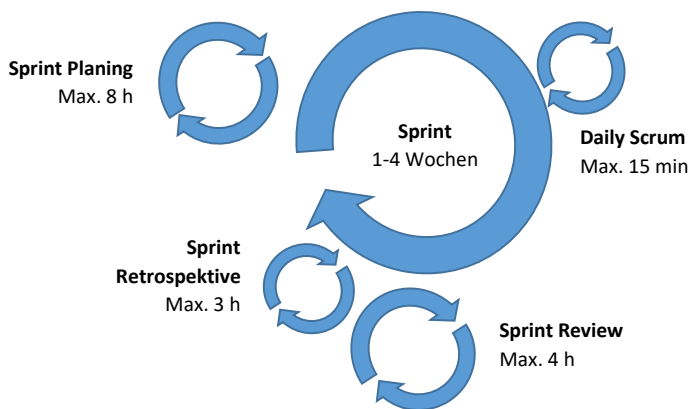 Sprint Planing
Max. 8 h
Sprint
1-4 Wochen
Daily Scrum
Max. 15 min
Sprint
Retrospektive
Max. 3 h
Sprint Review
Max. 4 h